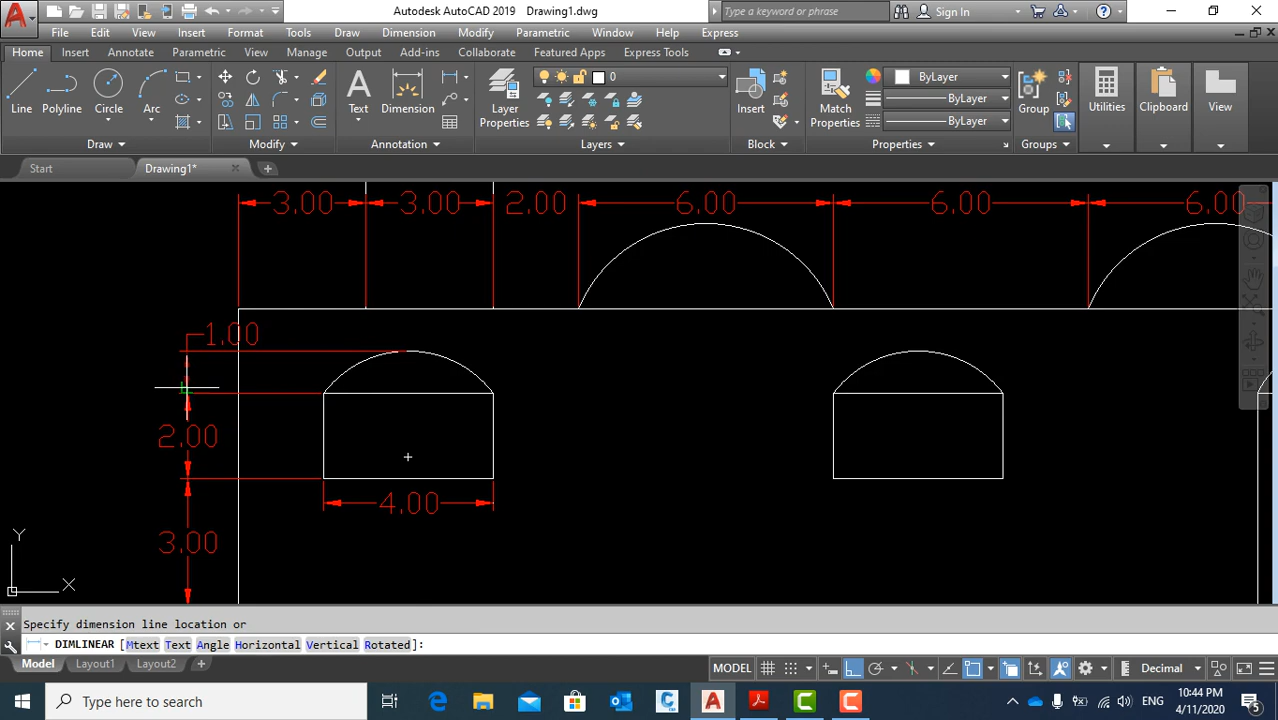 Autodesk AutoCAD 2019 Drawing1.dwg
Type a keyword or phrase
Sign In
File Edit View Insert Format Tools Draw Dimension Modify Parametric Window Help Express
Home Insert Annotate Parametric View Manage Output Add-ins Collaborate Featured Apps Express Tools
Line Polyline Circle Arc
Text Dimension
Layer Properties
0
Insert
Match Properties
ByLayer
ByLayer
ByLayer
Group
Utilities
Clipboard
View
Draw Modify Annotation Layers Block Properties Groups
Start Drawing1*
3.00 3.00 2.00 6.00 6.00 6.00
1.00
2.00
4.00
3.00
Y
X
Specify dimension line location or
DIMLINEAR [Mtext Text Angle Horizontal Vertical Rotated]:
Model Layout1 Layout2 +
MODEL
Decimal
Type here to search
ENG
10:44 PM
4/11/2020
5